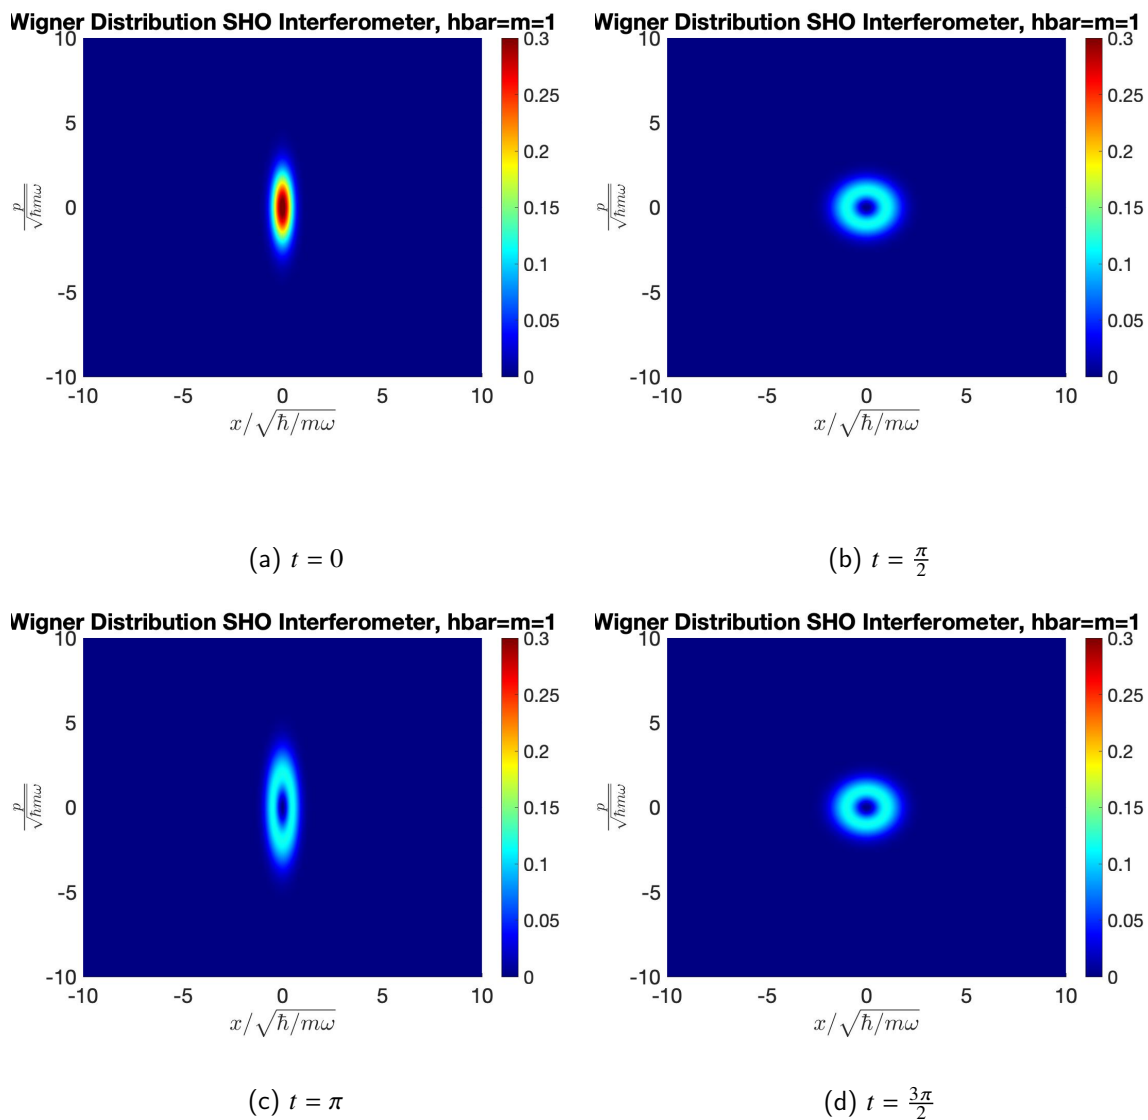 Wigner Distribution SHO Interferometer, hbar=m=1
10
5
0
-5
-10
-10 -5 0 5 10
p/√ħmω
x/√ħ/mω
0.3
0.25
0.2
0.15
0.1
0.05
0
(a) t = 0
Wigner Distribution SHO Interferometer, hbar=m=1
10
5
0
-5
-10
-10 -5 0 5 10
p/√ħmω
x/√ħ/mω
0.3
0.25
0.2
0.15
0.1
0.05
0
(b) t = π/2
Wigner Distribution SHO Interferometer, hbar=m=1
10
5
0
-5
-10
-10 -5 0 5 10
p/√ħmω
x/√ħ/mω
0.3
0.25
0.2
0.15
0.1
0.05
0
(c) t = π
Wigner Distribution SHO Interferometer, hbar=m=1
10
5
0
-5
-10
-10 -5 0 5 10
p/√ħmω
x/√ħ/mω
0.3
0.25
0.2
0.15
0.1
0.05
0
(d) t = 3π/2